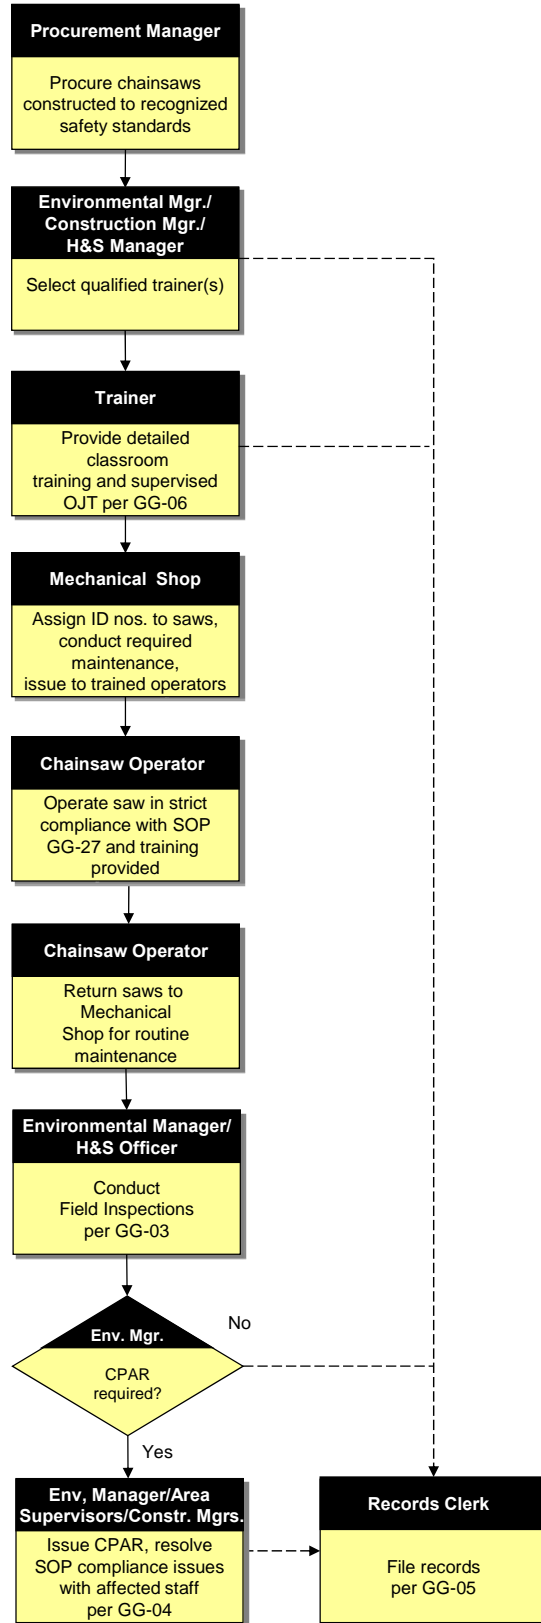 Procurement Manager
Procure chainsaws
constructed to recognized
safety standards
Environmental Mgr./
Construction Mgr./
H&S Manager
Select qualified trainer(s)
Trainer
Provide detailed
classroom
training and supervised
OJT per GG-06
Mechanical Shop
Assign ID nos. to saws,
conduct required
maintenance,
issue to trained operators
Chainsaw Operator
Operate saw in strict
compliance with SOP
GG-27 and training
provided
Chainsaw Operator
Return saws to
Mechanical
Shop for routine
maintenance
Environmental Manager/
H&S Officer
Conduct
Field Inspections
per GG-03
No
Env. Mgr.
CPAR
required?
Yes
Env, Manager/Area
Supervisors/Constr. Mgrs.
Issue CPAR, resolve
SOP compliance issues
with affected staff
per GG-04
Records Clerk
File records
per GG-05